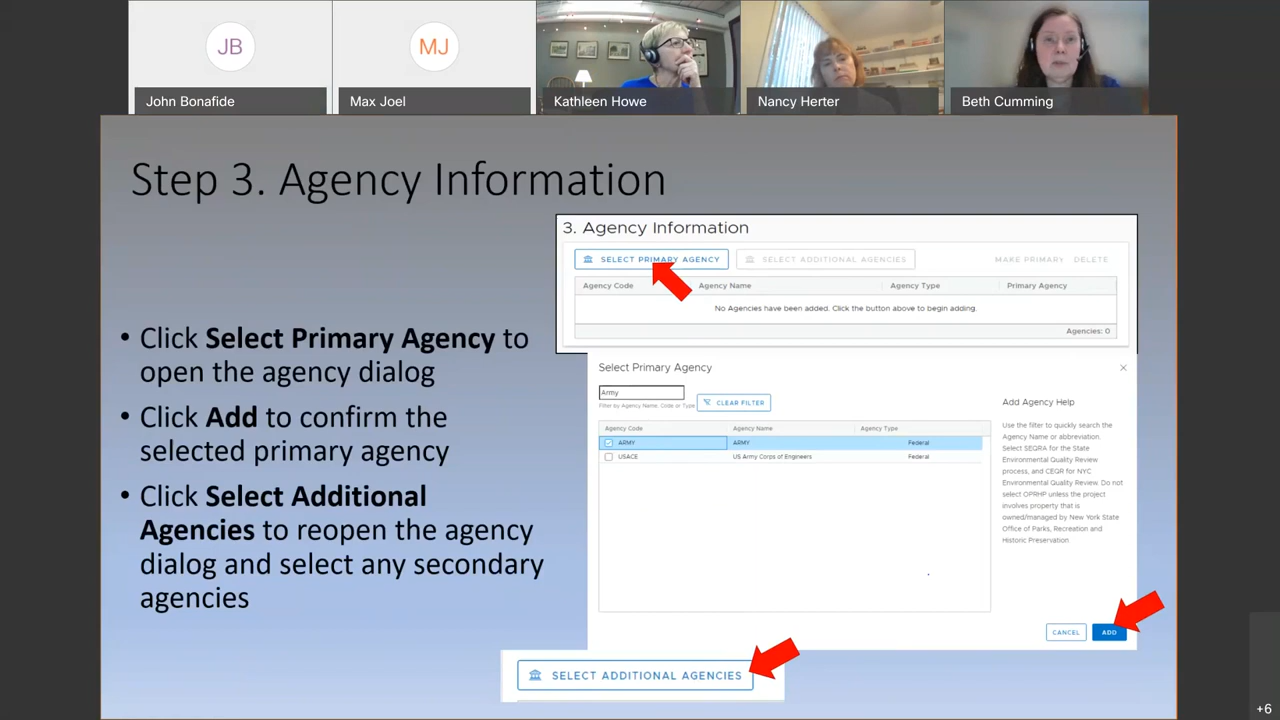 JB
MJ
John Bonafide
Max Joel
Kathleen Howe
Nancy Herter
Beth Cumming
Step 3. Agency Information
• Click Select Primary Agency to
open the agency dialog
• Click Add to confirm the
selected primary agency
• Click Select Additional
Agencies to reopen the agency
dialog and select any secondary
agencies
3. Agency Information
SELECT PRIMARY AGENCY
SELECT ADDITIONAL AGENCIES
MAKE PRIMARY
DELETE
Agency Code
Agency Name
Agency Type
Primary Agency
No Agencies have been added. Click the button above to begin adding.
Agencies: 0
Select Primary Agency
Army
Filter by Agency Name, Code or Type
CLEAR FILTER
Agency Code
Agency Name
Agency Type
ARMY
ARMY
Federal
USACE
US Army Corps of Engineers
Federal
Add Agency Help
Use the filter to quickly search the
Agency Name or abbreviation.
Select SEQRA for the State
Environmental Quality Review
process, and CEQR for NYC
Environmental Quality Review. Do not
select OPRHP unless the project
involves property that is
owned/managed by New York State
Office of Parks, Recreation and
Historic Preservation
CANCEL
ADD
SELECT ADDITIONAL AGENCIES
+6